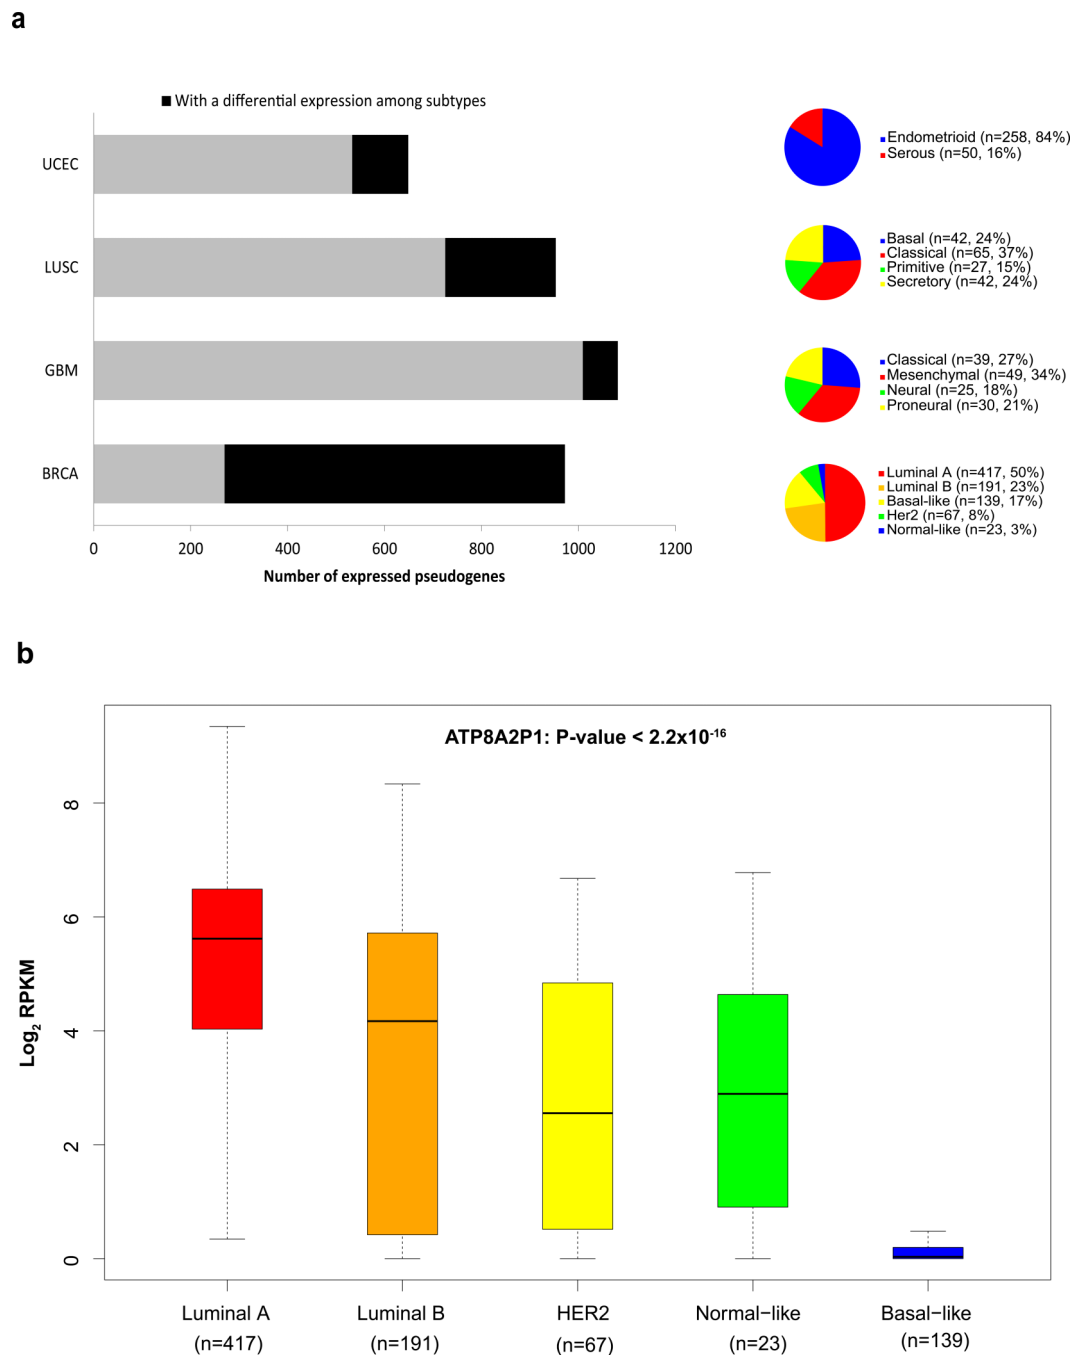 a
With a differential expression among subtypes
UCEC
LUSC
GBM
BRCA
0 200 400 600 800 1000 1200
Number of expressed pseudogenes
Endometrioid (n=258, 84%)
Serous (n=50, 16%)
Basal (n=42, 24%)
Classical (n=65, 37%)
Primitive (n=27, 15%)
Secretory (n=42, 24%)
Classical (n=39, 27%)
Mesenchymal (n=49, 34%)
Neural (n=25, 18%)
Proneural (n=30, 21%)
Luminal A (n=417, 50%)
Luminal B (n=191, 23%)
Basal-like (n=139, 17%)
Her2 (n=67, 8%)
Normal-like (n=23, 3%)
b
ATP8A2P1: P-value < 2.2x10-16
Log2 RPKM
8
6
4
2
0
Luminal A Luminal B HER2 Normal−like Basal−like
(n=417) (n=191) (n=67) (n=23) (n=139)